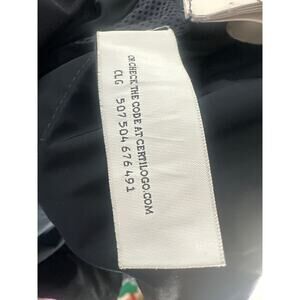 OR CHECK THE CODE AT CERTILOGO.COM
CLG 507 504 676 491